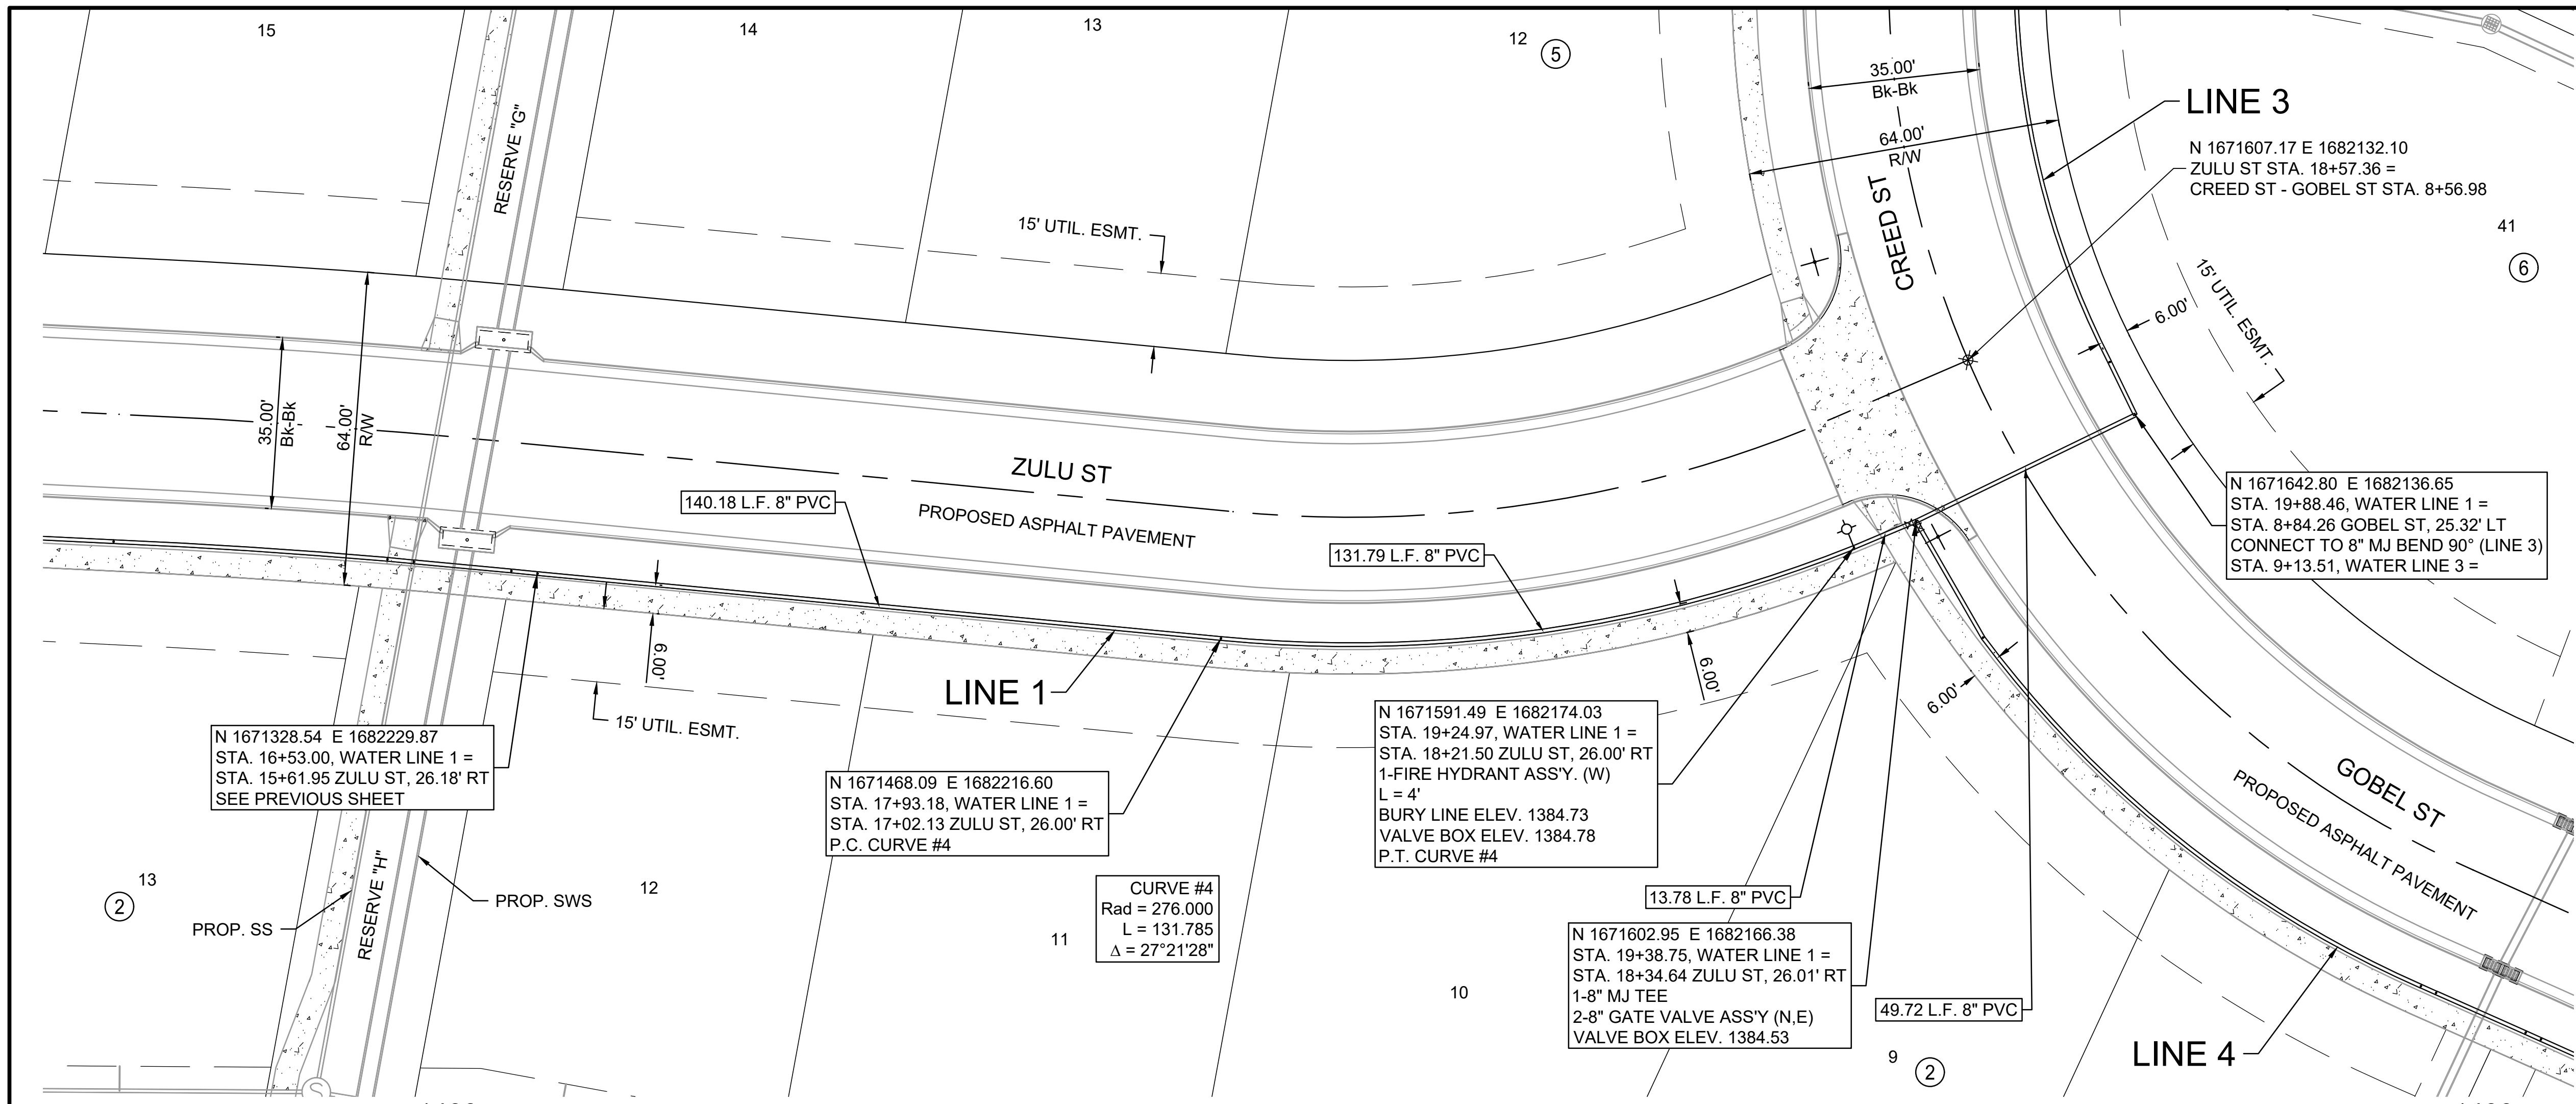 15
14
13
12
5
RESERVE "G"
35.00'
Bk-Bk
64.00'
R/W
CREED ST
LINE 3
N 1671607.17 E 1682132.10
ZULU ST STA. 18+57.36 =
CREED ST - GOBEL ST STA. 8+56.98
41
6
15' UTIL. ESMT.
15' UTIL. ESMT.
6.00'
35.00'
Bk-Bk
64.00'
R/W
ZULU ST
PROPOSED ASPHALT PAVEMENT
140.18 L.F. 8" PVC
131.79 L.F. 8" PVC
N 1671642.80 E 1682136.65
STA. 19+88.46, WATER LINE 1 =
STA. 8+84.26 GOBEL ST, 25.32' LT
CONNECT TO 8" MJ BEND 90° (LINE 3)
STA. 9+13.51, WATER LINE 3 =
6.00'
LINE 1
15' UTIL. ESMT.
6.00'
6.00'
N 1671328.54 E 1682229.87
STA. 16+53.00, WATER LINE 1 =
STA. 15+61.95 ZULU ST, 26.18' RT
SEE PREVIOUS SHEET
N 1671468.09 E 1682216.60
STA. 17+93.18, WATER LINE 1 =
STA. 17+02.13 ZULU ST, 26.00' RT
P.C. CURVE #4
N 1671591.49 E 1682174.03
STA. 19+24.97, WATER LINE 1 =
STA. 18+21.50 ZULU ST, 26.00' RT
1-FIRE HYDRANT ASS'Y. (W)
L = 4'
BURY LINE ELEV. 1384.73
VALVE BOX ELEV. 1384.78
P.T. CURVE #4
GOBEL ST
PROPOSED ASPHALT PAVEMENT
13
2
RESERVE "H"
PROP. SS
PROP. SWS
12
11
CURVE #4
Rad = 276.000
L = 131.785
Δ = 27°21'28"
10
13.78 L.F. 8" PVC
N 1671602.95 E 1682166.38
STA. 19+38.75, WATER LINE 1 =
STA. 18+34.64 ZULU ST, 26.01' RT
1-8" MJ TEE
2-8" GATE VALVE ASS'Y (N,E)
VALVE BOX ELEV. 1384.53
49.72 L.F. 8" PVC
9
2
LINE 4
S